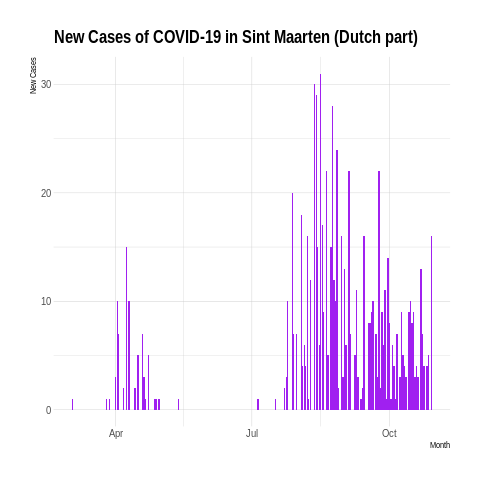 New Cases of COVID-19 in Sint Maarten (Dutch part)
New Cases
30
20
10
0
Apr
Jul
Oct
Month